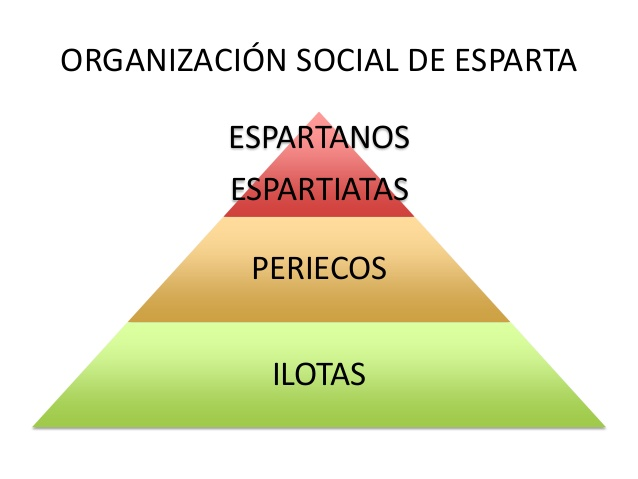 ORGANIZACIÓN SOCIAL DE ESPARTA
ESPARTANOS
ESPARTIATAS
PERIECOS
ILOTAS